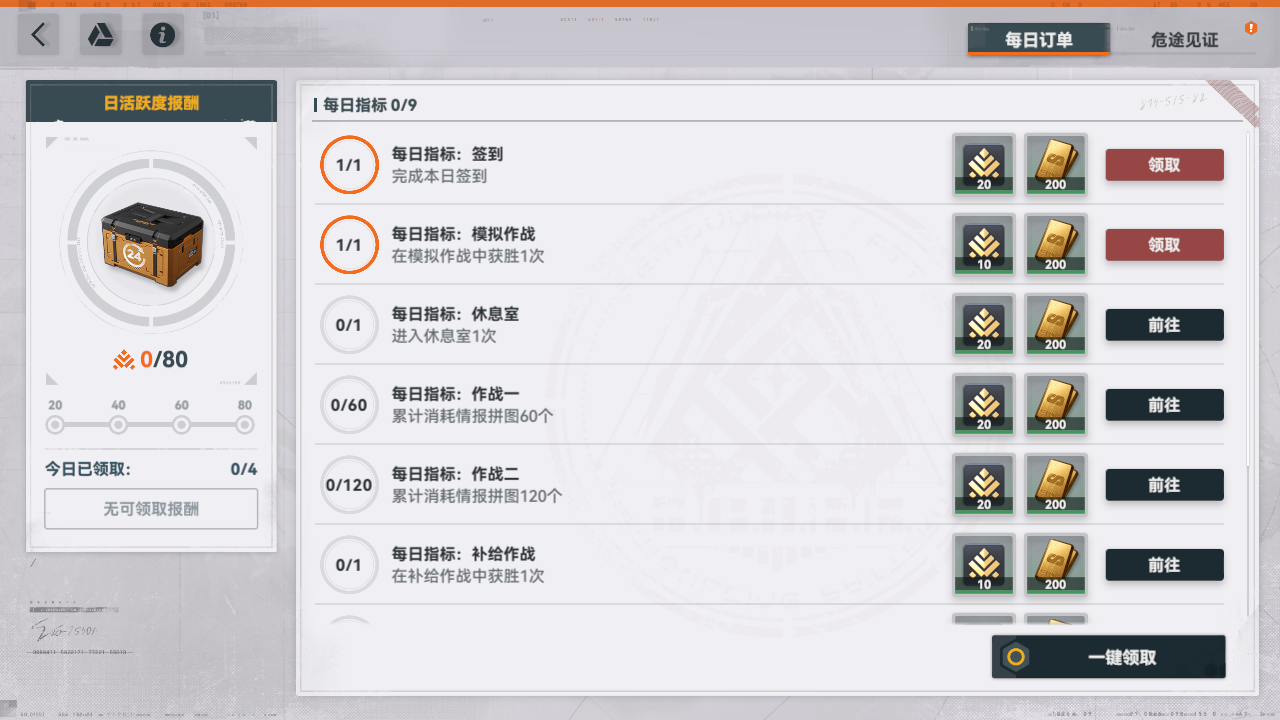 每日订单
危途见证
日活跃度报酬
24
0/80
20 40 60 80
今日已领取: 0/4
无可领取报酬
每日指标 0/9
1/1
每日指标：签到
完成本日签到
20
200
领取
1/1
每日指标：模拟作战
在模拟作战中获胜1次
10
200
领取
0/1
每日指标：休息室
进入休息室1次
20
200
前往
0/60
每日指标：作战一
累计消耗情报拼图60个
20
200
前往
0/120
每日指标：作战二
累计消耗情报拼图120个
20
200
前往
0/1
每日指标：补给作战
在补给作战中获胜1次
10
200
前往
一键领取